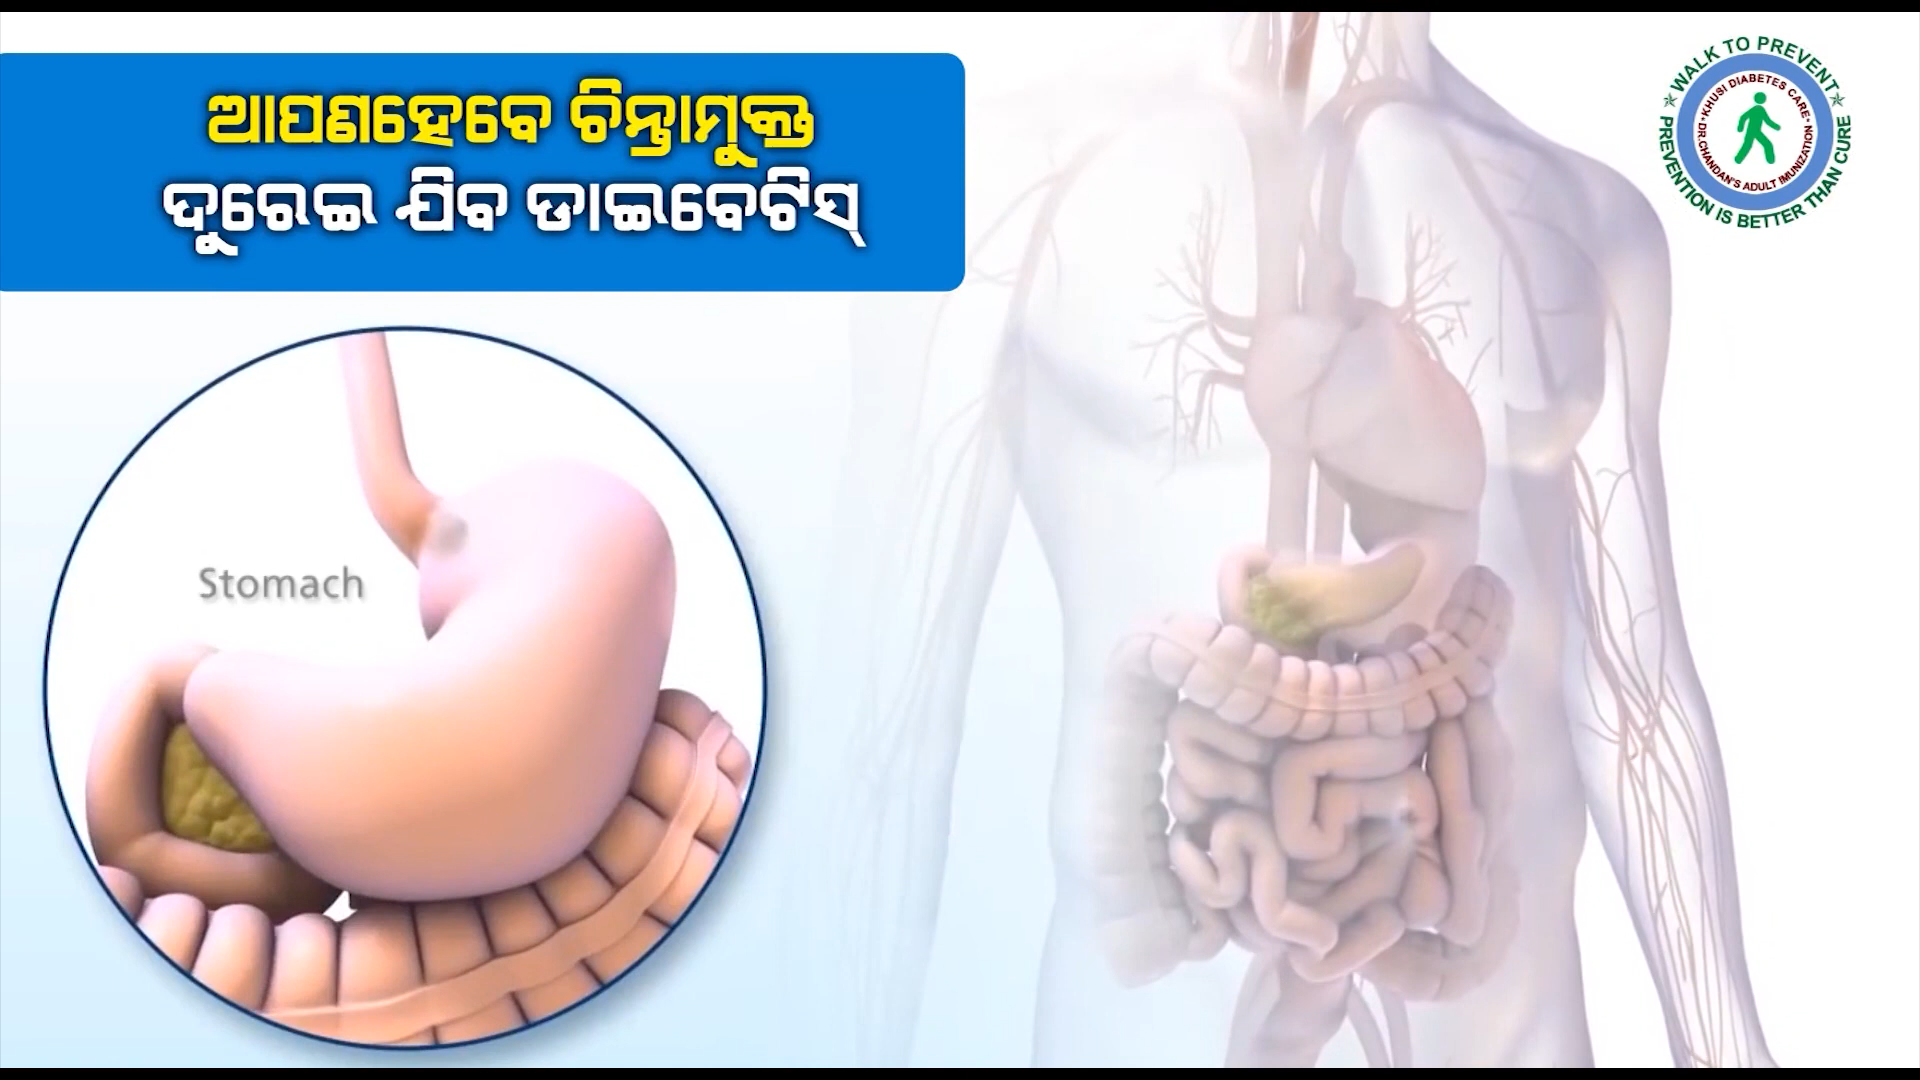 ଆପଣହେବେ ଚିନ୍ତାମୁକ୍ତ
ଦୁରେଇ ଯିବ ଡାଇବେଟିସ୍
WALK TO PREVENT
KHUSI DIABETES CARE
DR.CHANDAN'S ADULT IMUNIZATION
PREVENTION IS BETTER THAN CURE
Stomach